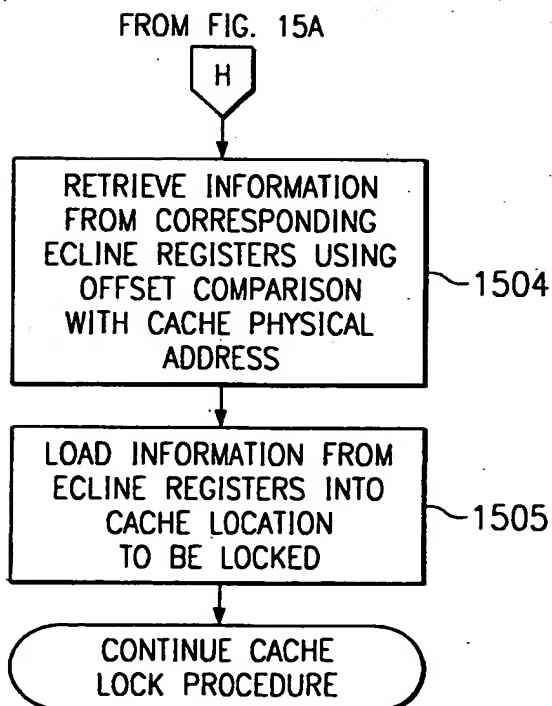 FROM FIG. 15A
H
RETRIEVE INFORMATION
FROM CORRESPONDING
ECLINE REGISTERS USING
OFFSET COMPARISON
WITH CACHE PHYSICAL
ADDRESS
1504
LOAD INFORMATION FROM
ECLINE REGISTERS INTO
CACHE LOCATION
TO BE LOCKED
1505
CONTINUE CACHE
LOCK PROCEDURE